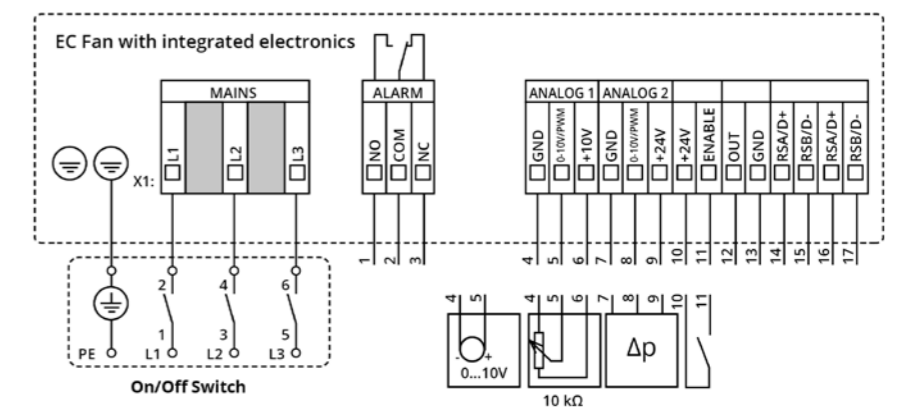 EC Fan with integrated electronics
MAINS
ALARM
ANALOG 1
ANALOG 2
X1:
L1
L2
L3
NO
COM
NC
GND
0-10V/PWM
+10V
GND
0-10V/PWM
+24V
+24V
ENABLE
OUT
GND
RSA/D+
RSB/D-
RSA/D+
RSB/D-
1
2
3
4
5
6
7
8
9
10
11
12
13
14
15
16
17
2
4
6
1
3
5
PE
L1
L2
L3
On/Off Switch
4
5
4
5
6
7
8
9
10
11
- +
0...10V
Δp
10 kΩ